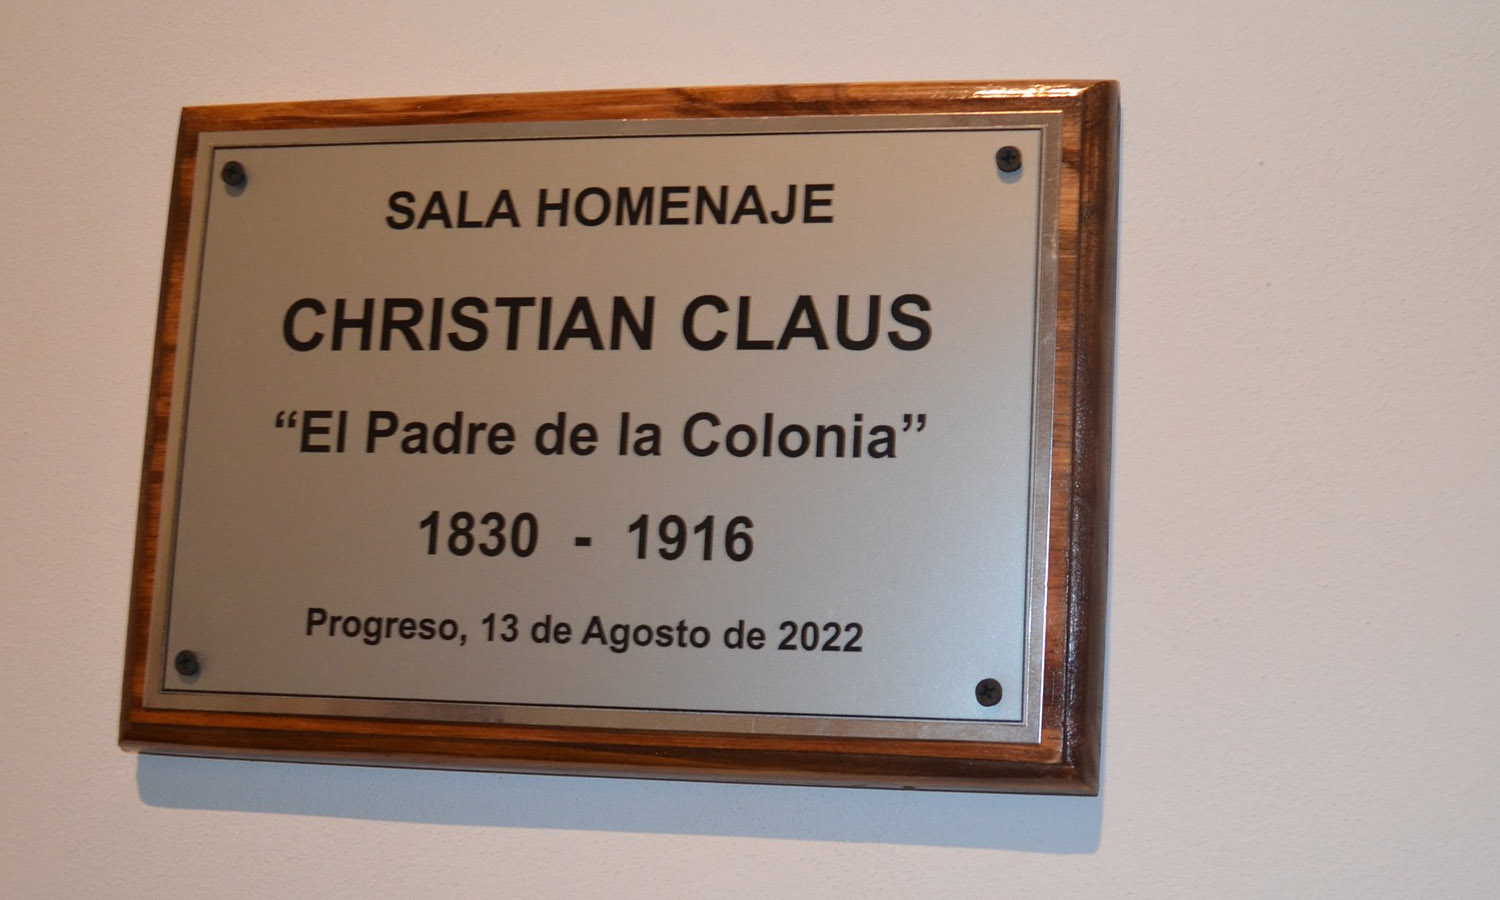 SALA HOMENAJE
CHRISTIAN CLAUS
“El Padre de la Colonia”
1830 - 1916
Progreso, 13 de Agosto de 2022